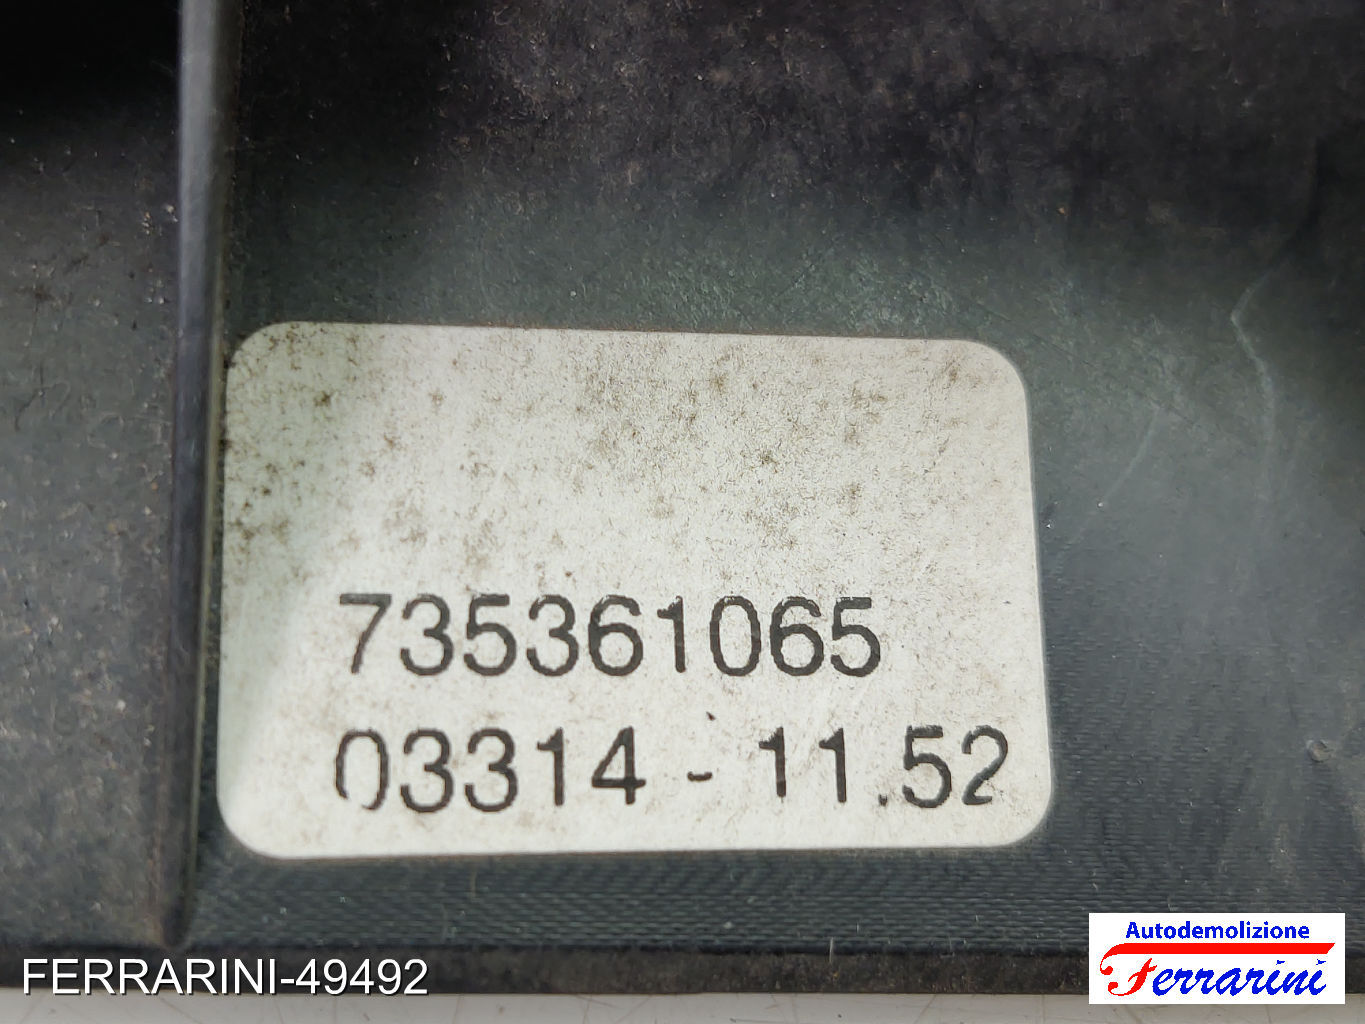 735361065
03314 - 11.52
FERRARINI-49492
Autodemolizione
Ferrarini